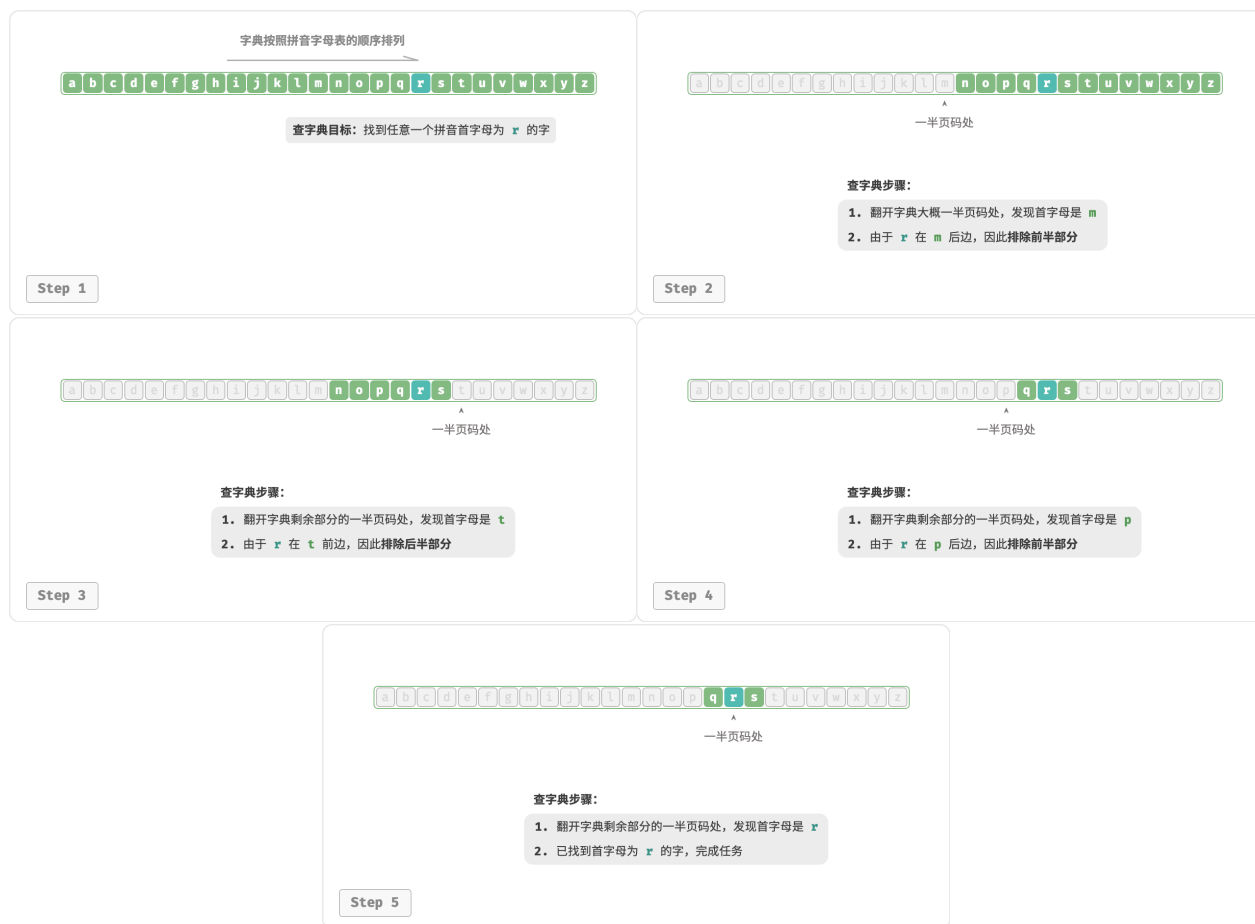 字典按照拼音字母表的顺序排列
a b c d e f g h i j k l m n o p q r s t u v w x y z
查字典目标：找到任意一个拼音首字母为 r 的字
Step 1
a b c d e f g h i j k l m n o p q r s t u v w x y z
一半页码处
查字典步骤：
1. 翻开字典大概一半页码处，发现首字母是 m
2. 由于 r 在 m 后边，因此排除前半部分
Step 2
a b c d e f g h i j k l m n o p q r s t u v w x y z
一半页码处
查字典步骤：
1. 翻开字典剩余部分的一半页码处，发现首字母是 t
2. 由于 r 在 t 前边，因此排除后半部分
Step 3
a b c d e f g h i j k l m n o p q r s t u v w x y z
一半页码处
查字典步骤：
1. 翻开字典剩余部分的一半页码处，发现首字母是 p
2. 由于 r 在 p 后边，因此排除前半部分
Step 4
a b c d e f g h i j k l m n o p q r s t u v w x y z
一半页码处
查字典步骤：
1. 翻开字典剩余部分的一半页码处，发现首字母是 r
2. 已找到首字母为 r 的字，完成任务
Step 5